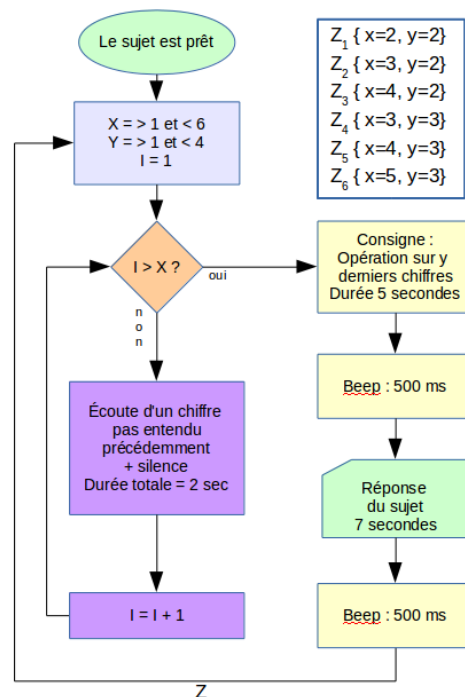 Le sujet est prêt
X = > 1 et < 6
Y = > 1 et < 4
I = 1
Z1 { x=2, y=2}
Z2 { x=3, y=2}
Z3 { x=4, y=2}
Z4 { x=3, y=3}
Z5 { x=4, y=3}
Z6 { x=5, y=3}
I > X ?
oui
n
o
n
Consigne :
Opération sur y
derniers chiffres
Durée 5 secondes
Beep : 500 ms
Écoute d'un chiffre
pas entendu
précédemment
+ silence
Durée totale = 2 sec
Réponse
du sujet
7 secondes
I = I + 1
Beep : 500 ms
Z